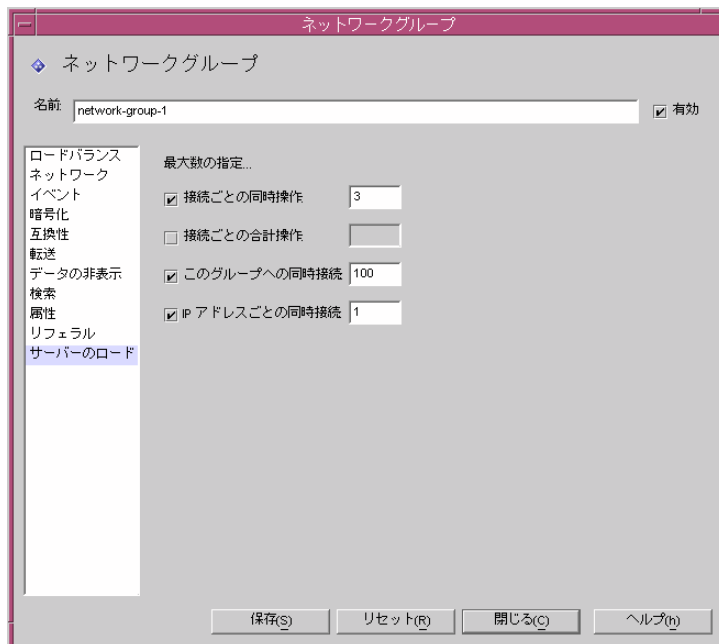 ネットワークグループ
ネットワークグループ
名前: network-group-1 有効
ロードバランス
ネットワーク
イベント
暗号化
互換性
転送
データの非表示
検索
属性
リフェラル
サーバーのロード
最大数の指定...
接続ごとの同時操作: 3
接続ごとの合計操作:
このグループへの同時接続: 100
IP アドレスごとの同時接続: 1
保存(S) リセット(R) 閉じる(C) ヘルプ(h)